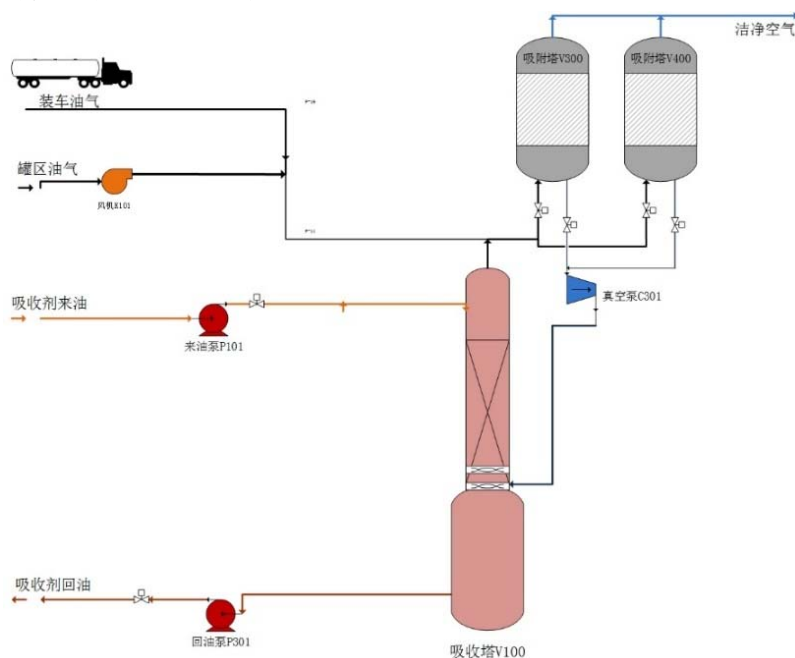 洁净空气
吸附塔V300
吸附塔V400
装车油气
罐区油气
风机K101
真空泵C301
吸收剂来油
来油泵P101
吸收剂回油
回油泵P301
吸收塔V100